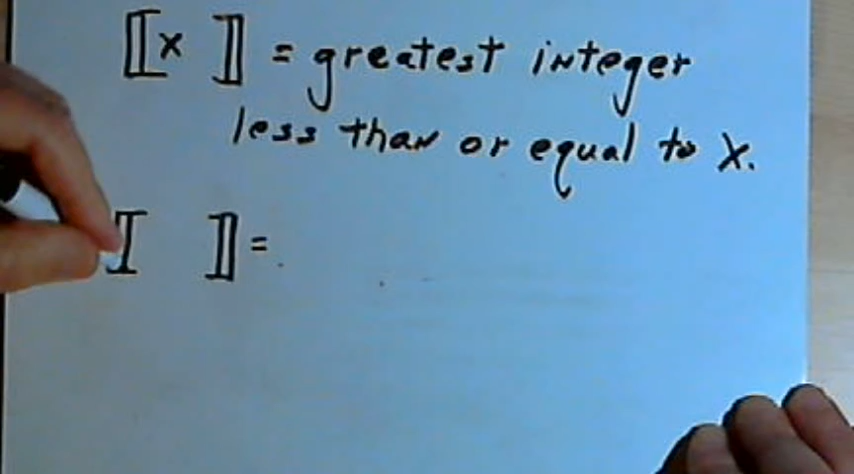 ⟦x⟧ = greatest integer
less than or equal to x.
⟦ ⟧ =